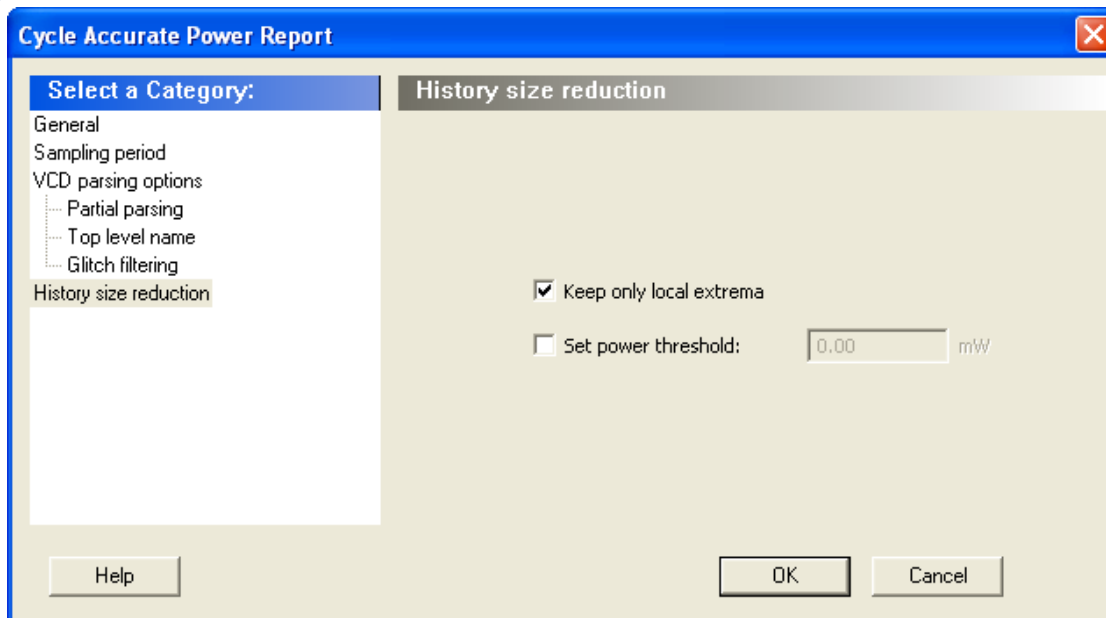 Cycle Accurate Power Report
Select a Category:
General
Sampling period
VCD parsing options
Partial parsing
Top level name
Glitch filtering
History size reduction
History size reduction
Keep only local extrema
Set power threshold: 0.00 mW
Help
OK
Cancel